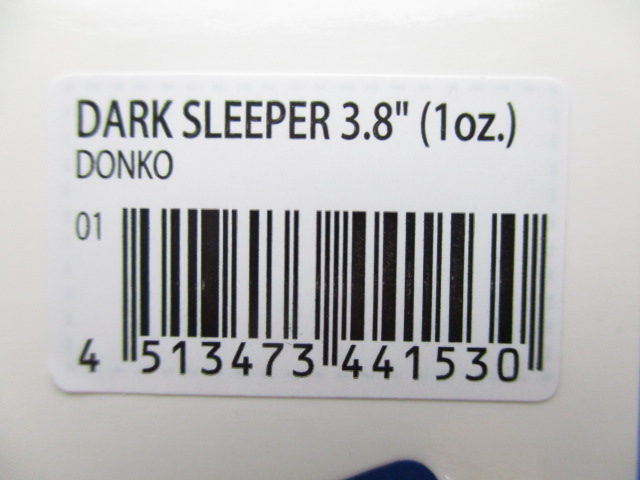 DARK SLEEPER 3.8" (1oz.)
DONKO
01
4 513473 441530